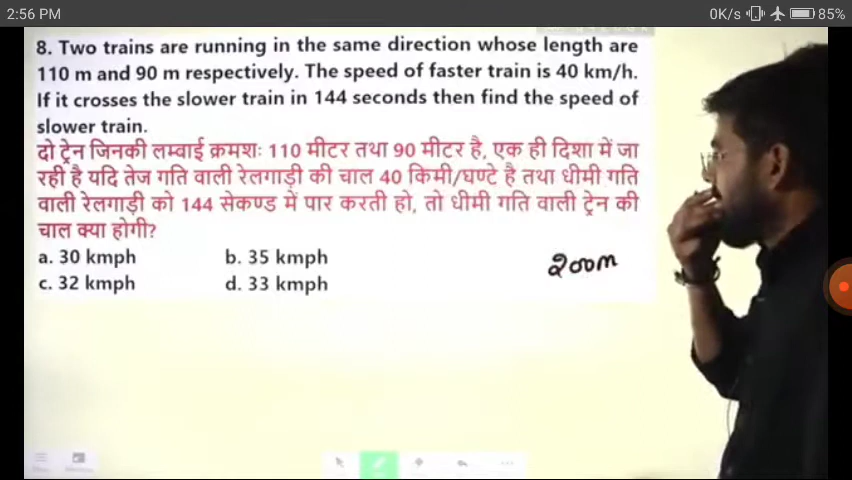 2:56 PM
0K/s 85%
8. Two trains are running in the same direction whose length are
110 m and 90 m respectively. The speed of faster train is 40 km/h.
If it crosses the slower train in 144 seconds then find the speed of
slower train.
दो ट्रेन जिनकी लम्बाई क्रमशः 110 मीटर तथा 90 मीटर है, एक ही दिशा में जा
रही है यदि तेज गति वाली रेलगाड़ी की चाल 40 किमी/घण्टे है तथा धीमी गति
वाली रेलगाड़ी को 144 सेकण्ड में पार करती हो, तो धीमी गति वाली ट्रेन की
चाल क्या होगी?
a. 30 kmph b. 35 kmph
c. 32 kmph d. 33 kmph
200m